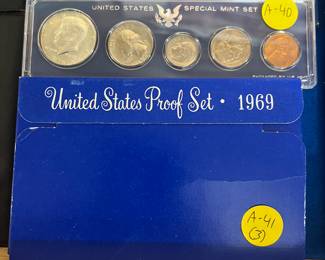 UNITED STATES SPECIAL MINT SET
A-40
United States Proof Set • 1969
A-41
(3)